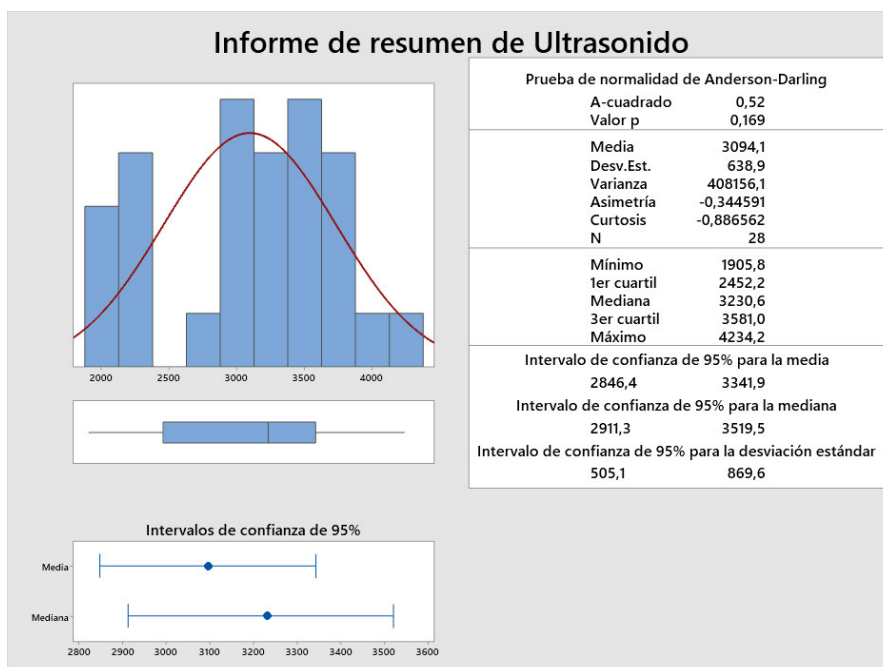 Informe de resumen de Ultrasonido
2000 2500 3000 3500 4000
Prueba de normalidad de Anderson-Darling
A-cuadrado 0,52
Valor p 0,169
Media 3094,1
Desv.Est. 638,9
Varianza 408156,1
Asimetría -0,344591
Curtosis -0,886562
N 28
Mínimo 1905,8
1er cuartil 2452,2
Mediana 3230,6
3er cuartil 3581,0
Máximo 4234,2
Intervalo de confianza de 95% para la media
2846,4 3341,9
Intervalo de confianza de 95% para la mediana
2911,3 3519,5
Intervalo de confianza de 95% para la desviación estándar
505,1 869,6
Intervalos de confianza de 95%
Media
Mediana
2800 2900 3000 3100 3200 3300 3400 3500 3600